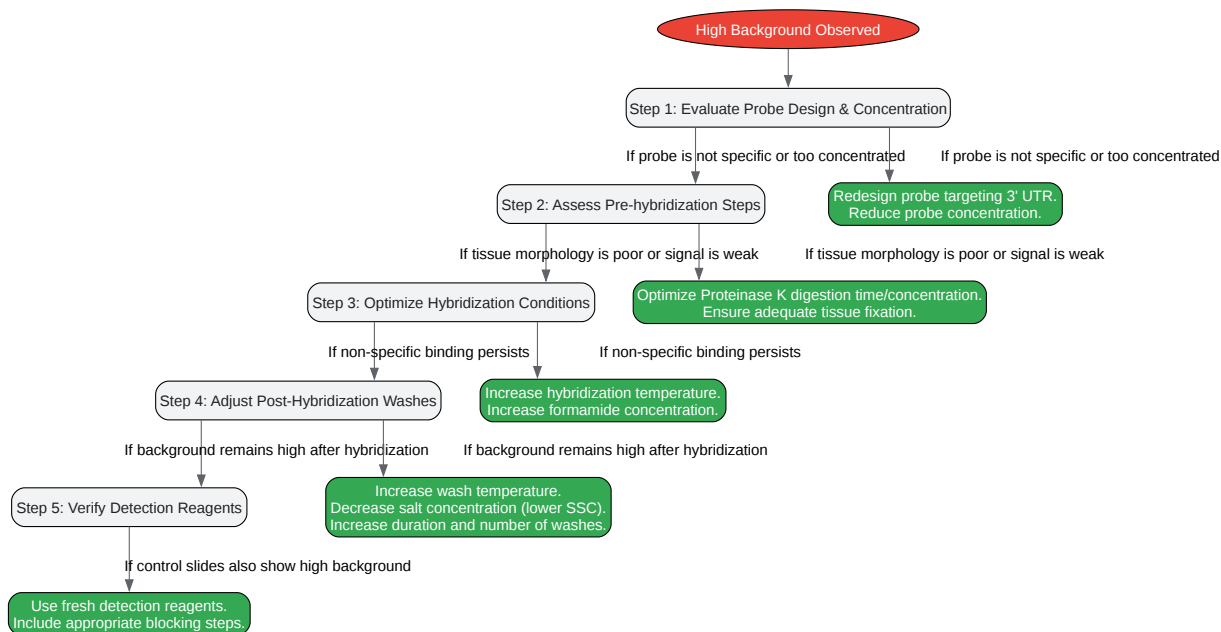 High Background Observed
Step 1: Evaluate Probe Design & Concentration
If probe is not specific or too concentrated
If probe is not specific or too concentrated
Step 2: Assess Pre-hybridization Steps
Redesign probe targeting 3' UTR.
Reduce probe concentration.
If tissue morphology is poor or signal is weak
If tissue morphology is poor or signal is weak
Step 3: Optimize Hybridization Conditions
Optimize Proteinase K digestion time/concentration.
Ensure adequate tissue fixation.
If non-specific binding persists
If non-specific binding persists
Step 4: Adjust Post-Hybridization Washes
Increase hybridization temperature.
Increase formamide concentration.
If background remains high after hybridization
If background remains high after hybridization
Step 5: Verify Detection Reagents
Increase wash temperature.
Decrease salt concentration (lower SSC).
Increase duration and number of washes.
If control slides also show high background
Use fresh detection reagents.
Include appropriate blocking steps.